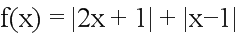 f(x) = |2x + 1| + |x−1|